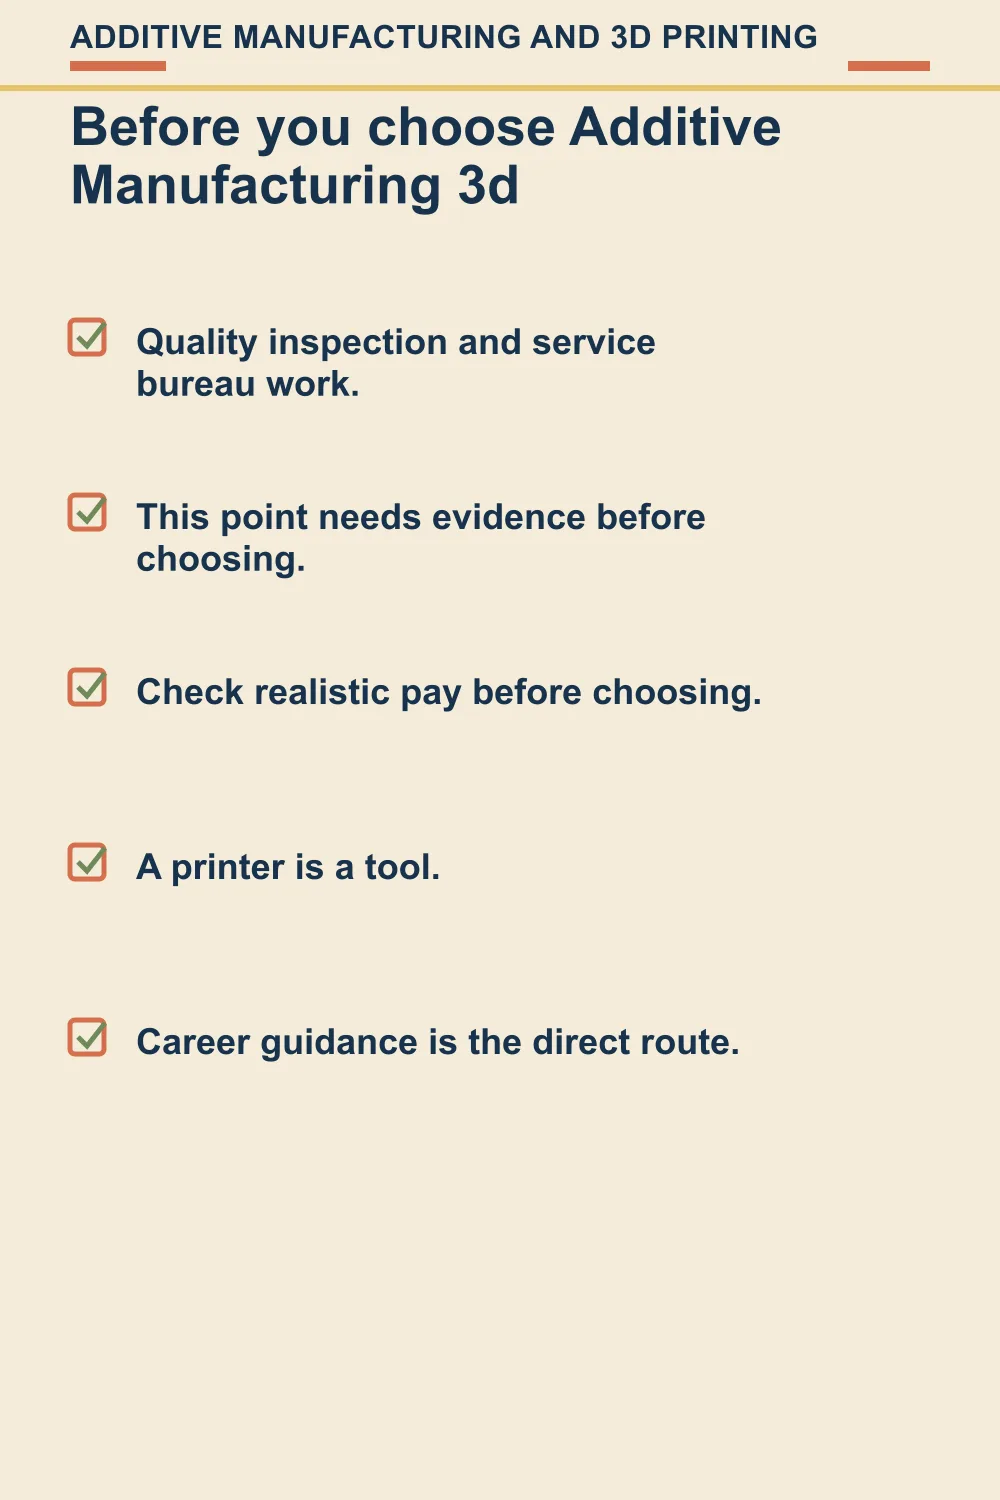 ADDITIVE MANUFACTURING AND 3D PRINTING
Before you choose Additive
Manufacturing 3d
Quality inspection and service
bureau work.
This point needs evidence before
choosing.
Check realistic pay before choosing.
A printer is a tool.
Career guidance is the direct route.